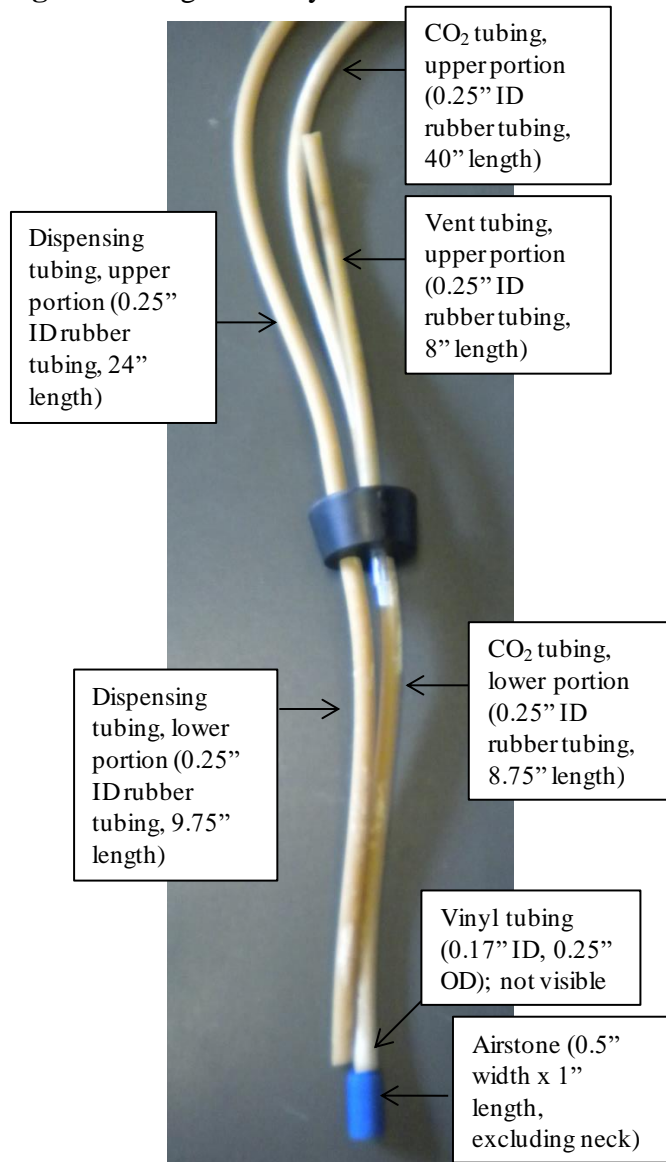 CO₂ tubing,
upper portion
(0.25” ID
rubber tubing,
40” length)
Vent tubing,
upper portion
(0.25” ID
rubber tubing,
8” length)
Dispensing
tubing, upper
portion (0.25”
ID rubber
tubing, 24”
length)
CO₂ tubing,
lower portion
(0.25” ID
rubber tubing,
8.75” length)
Dispensing
tubing, lower
portion (0.25”
ID rubber
tubing, 9.75”
length)
Vinyl tubing
(0.17” ID, 0.25”
OD); not visible
Airstone (0.5”
width x 1”
length,
excluding neck)